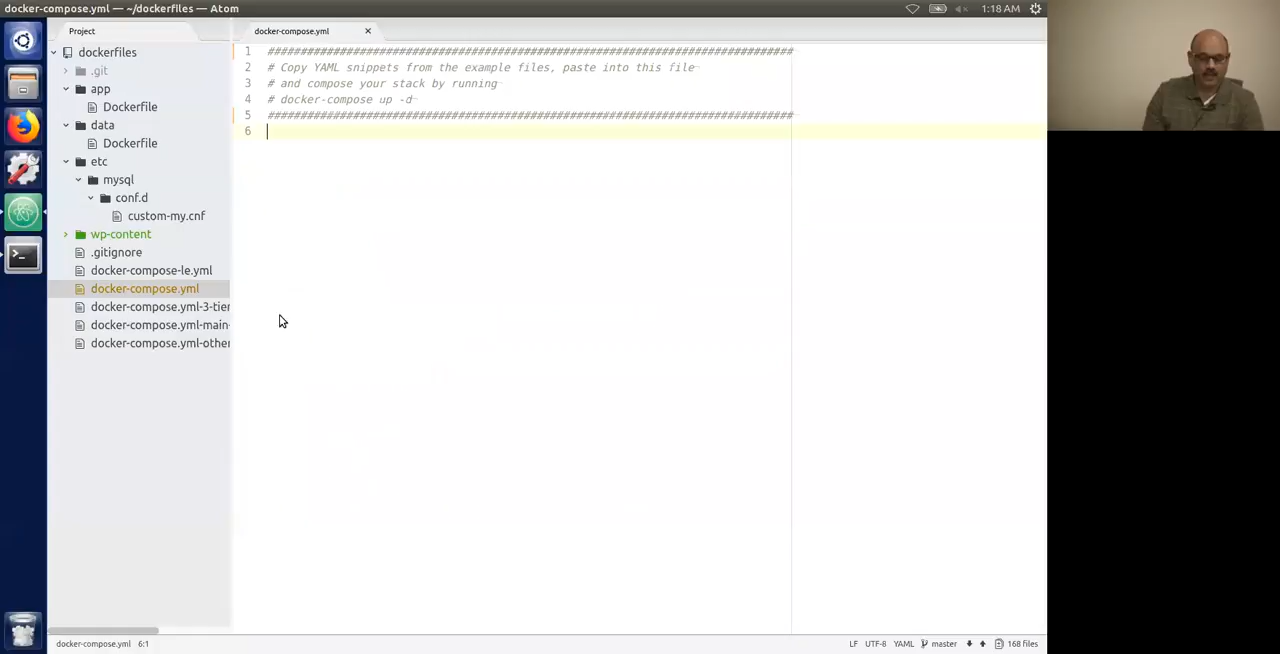 docker-compose.yml — ~/dockerfiles — Atom
1:18 AM
Project
docker-compose.yml
dockerfiles
.git
app
Dockerfile
data
Dockerfile
etc
mysql
conf.d
custom-my.cnf
wp-content
.gitignore
docker-compose-le.yml
docker-compose.yml
docker-compose.yml-3-tier
docker-compose.yml-main-
docker-compose.yml-other
1 ################################################################################
2 # Copy YAML snippets from the example files, paste into this file
3 # and compose your stack by running
4 # docker-compose up -d
5 ################################################################################
6
docker-compose.yml 6:1
LF UTF-8 YAML master 168 files